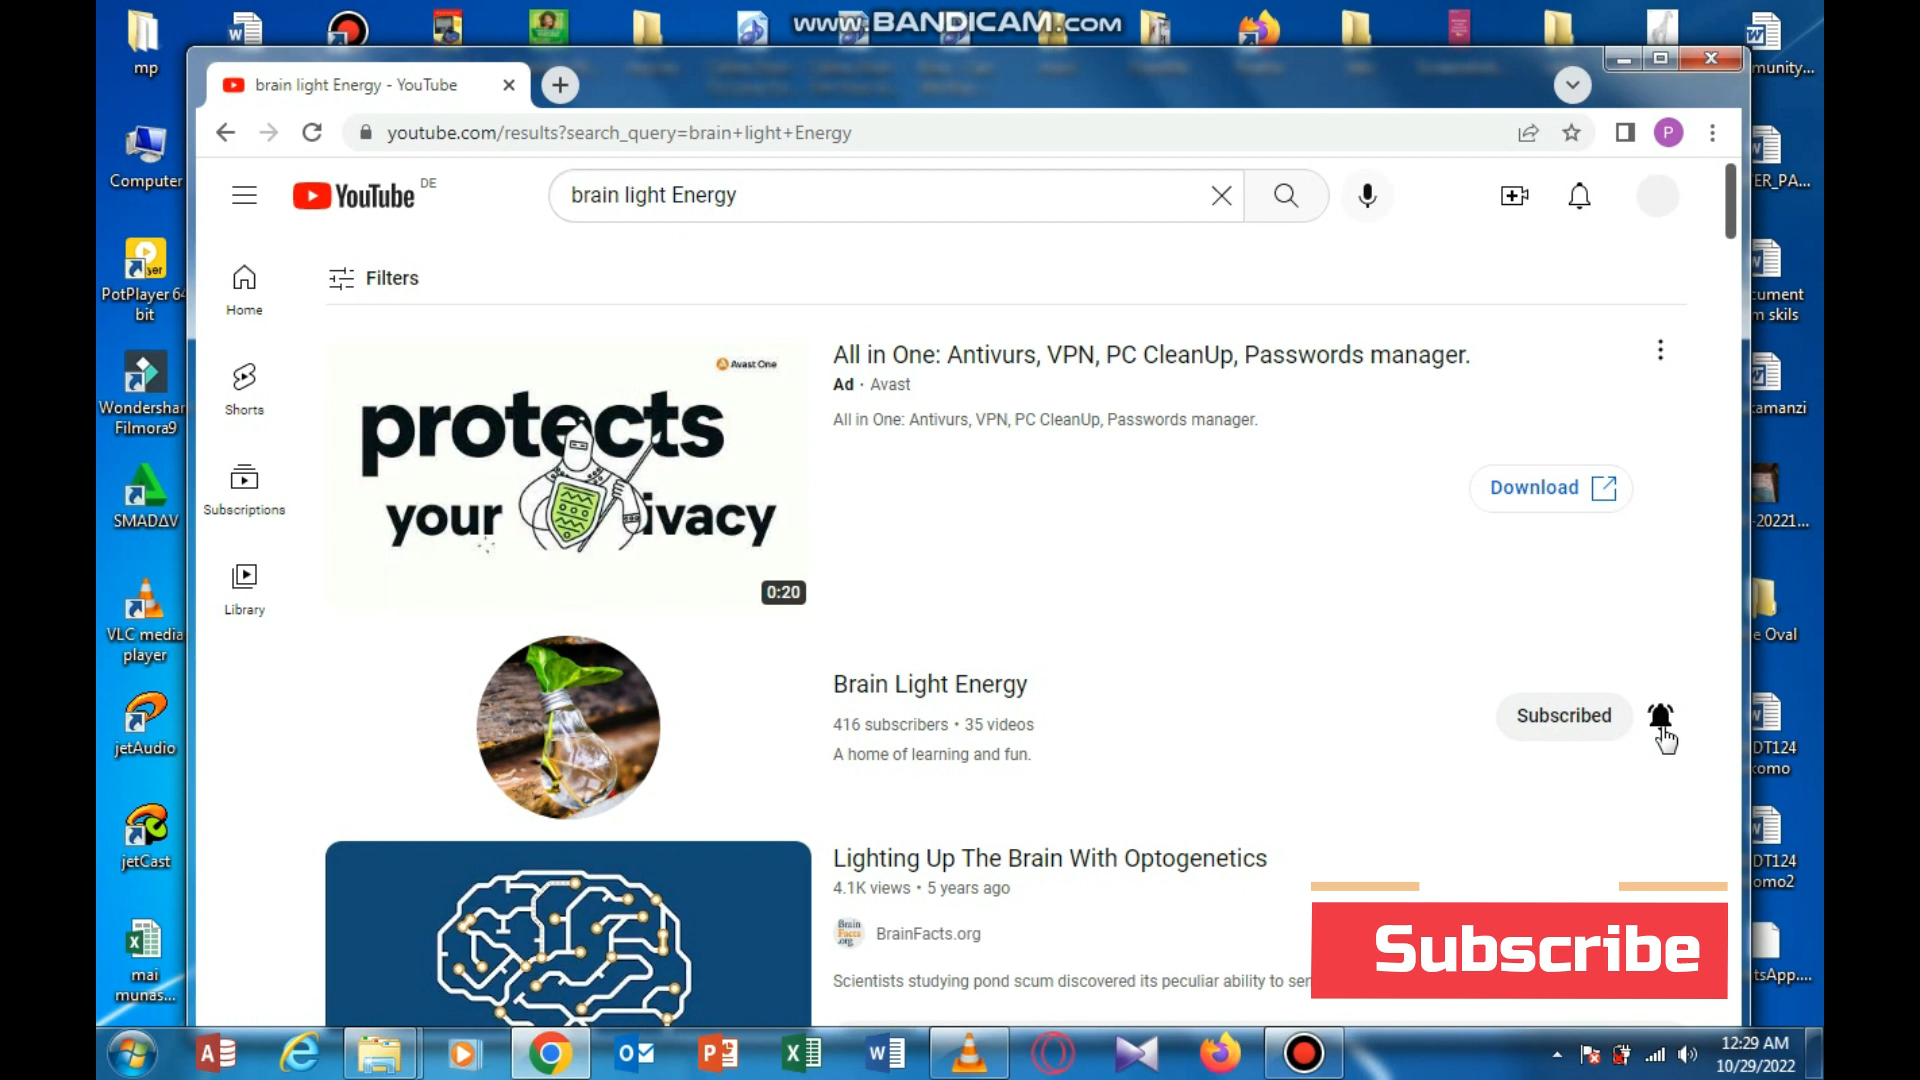 www.BANDICAM.com
mp
Computer
PotPlayer 64
bit
Wondershar
Filmora9
SMADΔV
VLC media
player
jetAudio
jetCast
mai
munas...
brain light Energy - YouTube
youtube.com/results?search_query=brain+light+Energy
P
YouTube
DE
brain light Energy
Home
Shorts
Subscriptions
Library
Filters
Avast One
protects
your
ivacy
0:20
All in One: Antivurs, VPN, PC CleanUp, Passwords manager.
Ad · Avast
All in One: Antivurs, VPN, PC CleanUp, Passwords manager.
Download
Brain Light Energy
416 subscribers • 35 videos
A home of learning and fun.
Subscribed
Lighting Up The Brain With Optogenetics
4.1K views • 5 years ago
Brain
Facts
.org
BrainFacts.org
Scientists studying pond scum discovered its peculiar ability to ser
Subscribe
munity...
ER_PA...
cument
m skils
amanzi
-20221...
e Oval
DT124
omo
DT124
omo2
tsApp....
12:29 AM
10/29/2022